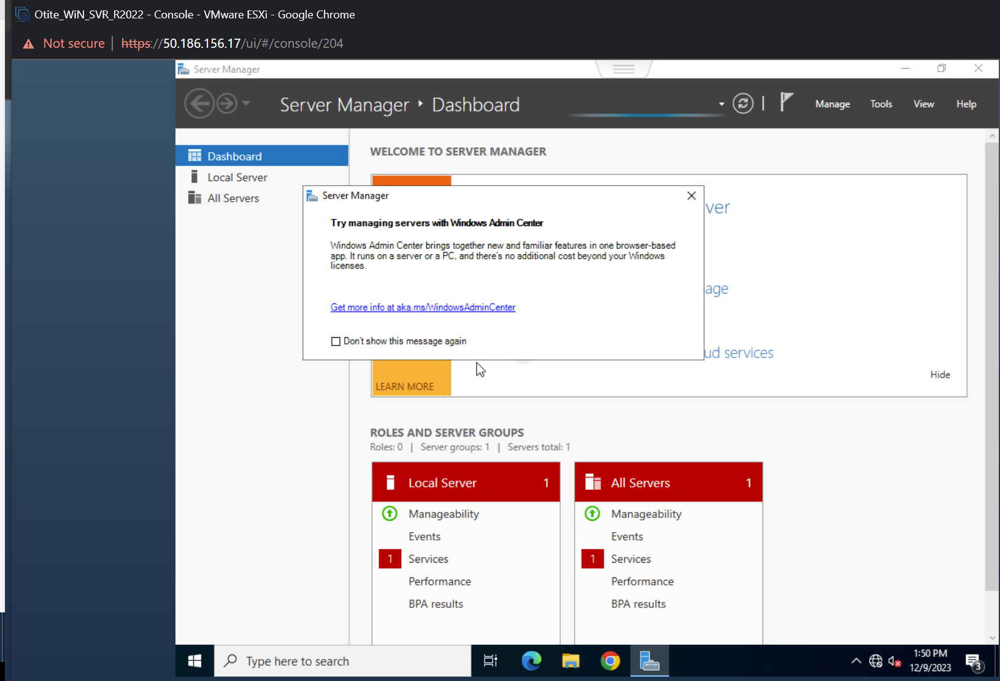 Otite_WiN_SVR_R2022 - Console - VMware ESXi - Google Chrome
Not secure | https://50.186.156.17/ui/#/console/204
Server Manager
Server Manager ‣ Dashboard
Manage Tools View Help
Dashboard
Local Server
All Servers
WELCOME TO SERVER MANAGER
ver
Server Manager
Try managing servers with Windows Admin Center
Windows Admin Center brings together new and familiar features in one browser-based
app. It runs on a server or a PC, and there's no additional cost beyond your Windows
licenses.
age
Get more info at aka.ms/WindowsAdminCenter
Don't show this message again
ud services
Hide
LEARN MORE
ROLES AND SERVER GROUPS
Roles: 0 | Server groups: 1 | Servers total: 1
Local Server 1
Manageability
Events
1 Services
Performance
BPA results
All Servers 1
Manageability
Events
1 Services
Performance
BPA results
Type here to search
1:50 PM
12/9/2023
3